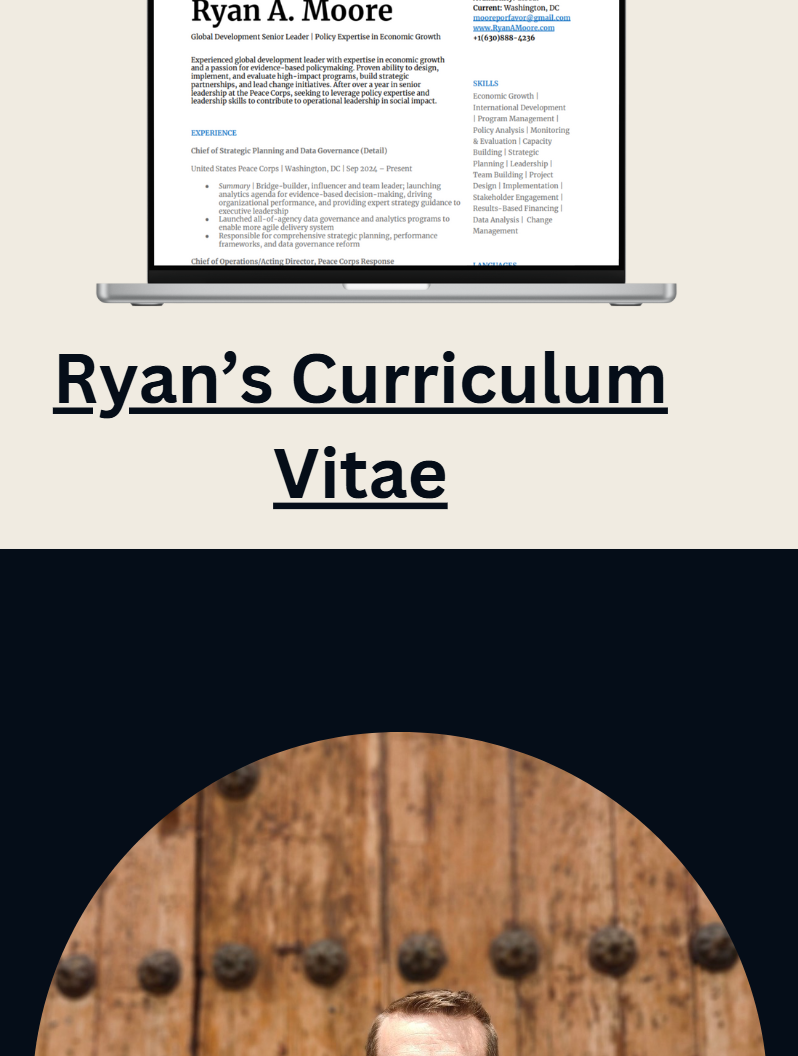 Ryan A. Moore
Global Development Senior Leader | Policy Expertise in Economic Growth
Experienced global development leader with expertise in economic growth
and a passion for evidence-based policymaking. Proven ability to design,
implement, and evaluate high-impact programs, build strategic
partnerships, and lead change initiatives. After over a year in senior
leadership at the Peace Corps, seeking to leverage policy expertise and
leadership skills to contribute to operational leadership in social impact.
EXPERIENCE
Chief of Strategic Planning and Data Governance (Detail)
United States Peace Corps | Washington, DC | Sep 2024 – Present
● Summary | Bridge-builder, influencer and team leader; launching
analytics agenda for evidence-based decision-making, driving
organizational performance, and providing expert strategy guidance to
executive leadership
● Launched all-of-agency data governance and analytics programs to
enable more agile delivery system
● Responsible for comprehensive strategic planning, performance
frameworks, and data governance reform
Chief of Operations/Acting Director, Peace Corps Response
Current: Washington, DC
mooreporfavor@gmail.com
www.RyanAMoore.com
+1(630)888-4236
SKILLS
Economic Growth |
International Development
| Program Management |
Policy Analysis | Monitoring
& Evaluation | Capacity
Building | Strategic
Planning | Leadership |
Team Building | Project
Design | Implementation |
Stakeholder Engagement |
Results-Based Financing |
Data Analysis | Change
Management
LANGUAGES
Ryan’s Curriculum
Vitae